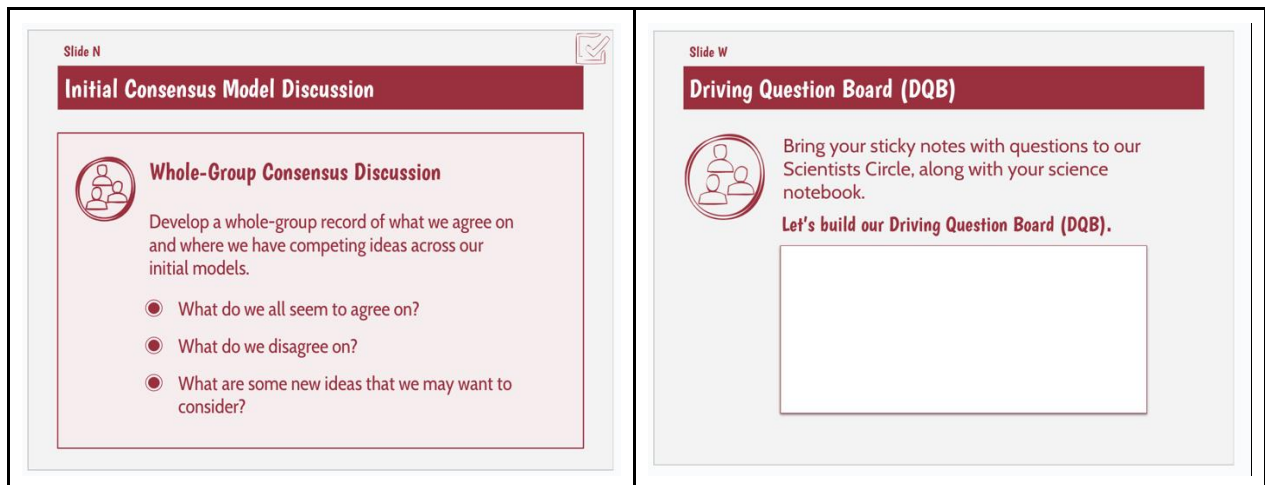 Slide N
Initial Consensus Model Discussion
Whole-Group Consensus Discussion
Develop a whole-group record of what we agree on
and where we have competing ideas across our
initial models.
What do we all seem to agree on?
What do we disagree on?
What are some new ideas that we may want to
consider?
Slide W
Driving Question Board (DQB)
Bring your sticky notes with questions to our
Scientists Circle, along with your science
notebook.
Let's build our Driving Question Board (DQB).